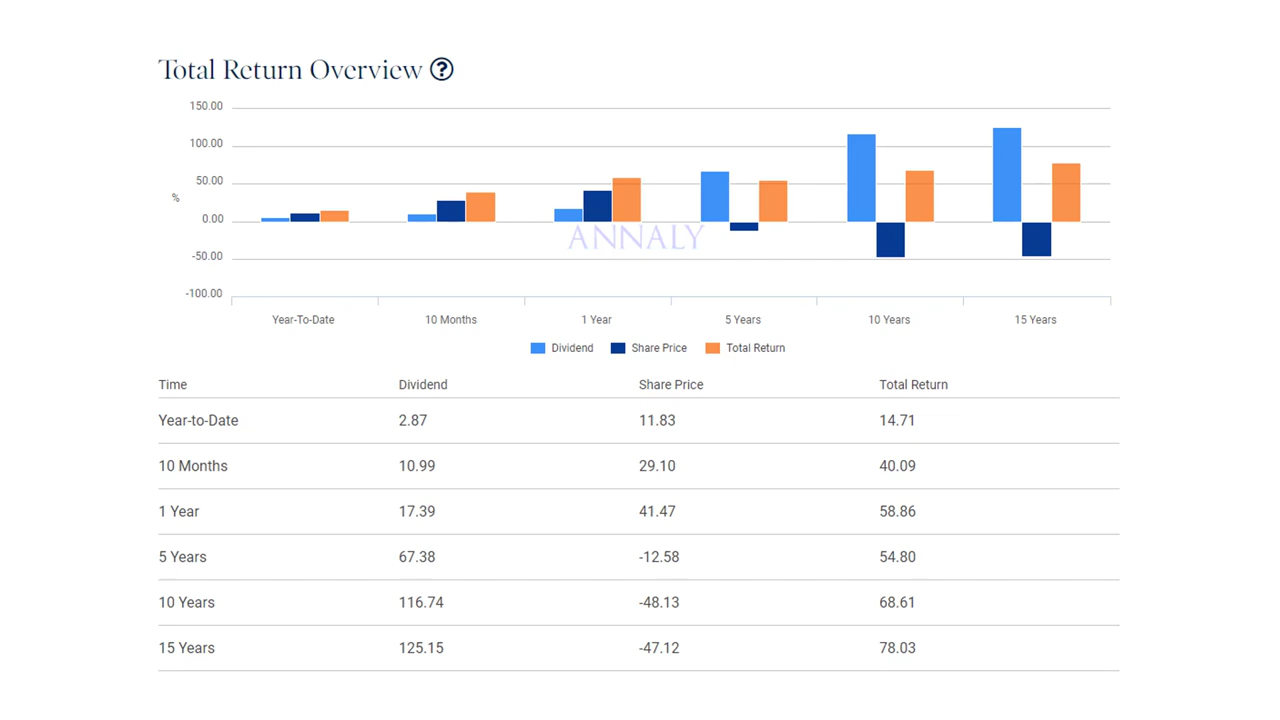 Total Return Overview ?
150.00
100.00
50.00
0.00
-50.00
-100.00
%
ANNALY
Year-To-Date 10 Months 1 Year 5 Years 10 Years 15 Years
Dividend Share Price Total Return
Time Dividend Share Price Total Return
Year-to-Date 2.87 11.83 14.71
10 Months 10.99 29.10 40.09
1 Year 17.39 41.47 58.86
5 Years 67.38 -12.58 54.80
10 Years 116.74 -48.13 68.61
15 Years 125.15 -47.12 78.03